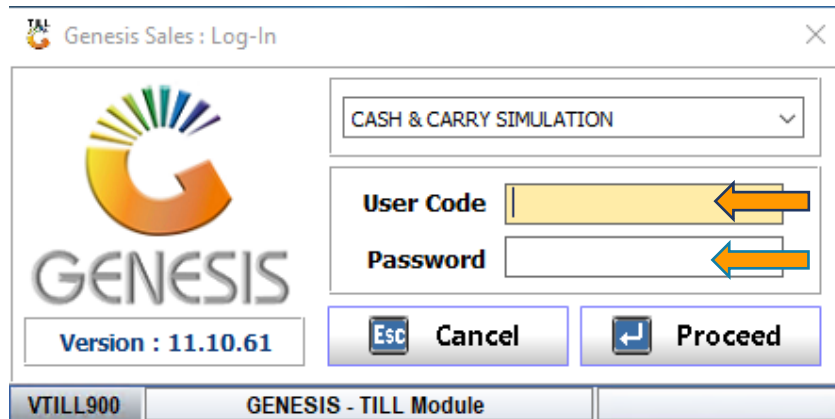 TILL
Genesis Sales : Log-In
CASH & CARRY SIMULATION
User Code
Password
GENESIS
Version : 11.10.61
Esc Cancel
Proceed
VTILL900
GENESIS - TILL Module